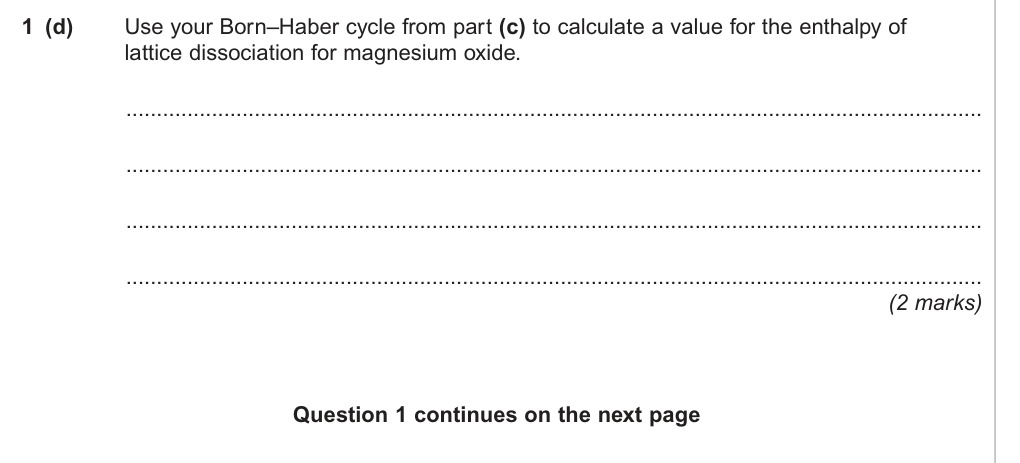 1 (d) Use your Born–Haber cycle from part (c) to calculate a value for the enthalpy of
lattice dissociation for magnesium oxide.
(2 marks)
Question 1 continues on the next page